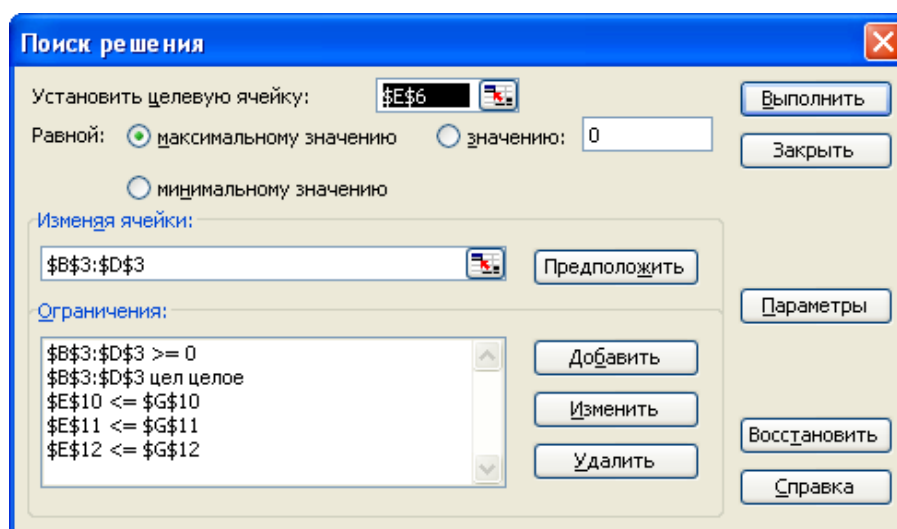 Поиск решения
Установить целевую ячейку: $E$6
Выполнить
Равной: максимальному значению значению: 0
Закрыть
минимальному значению
Изменяя ячейки:
$B$3:$D$3
Предположить
Параметры
Ограничения:
$B$3:$D$3 >= 0
$B$3:$D$3 цел целое
$E$10 <= $G$10
$E$11 <= $G$11
$E$12 <= $G$12
Добавить
Изменить
Удалить
Восстановить
Справка